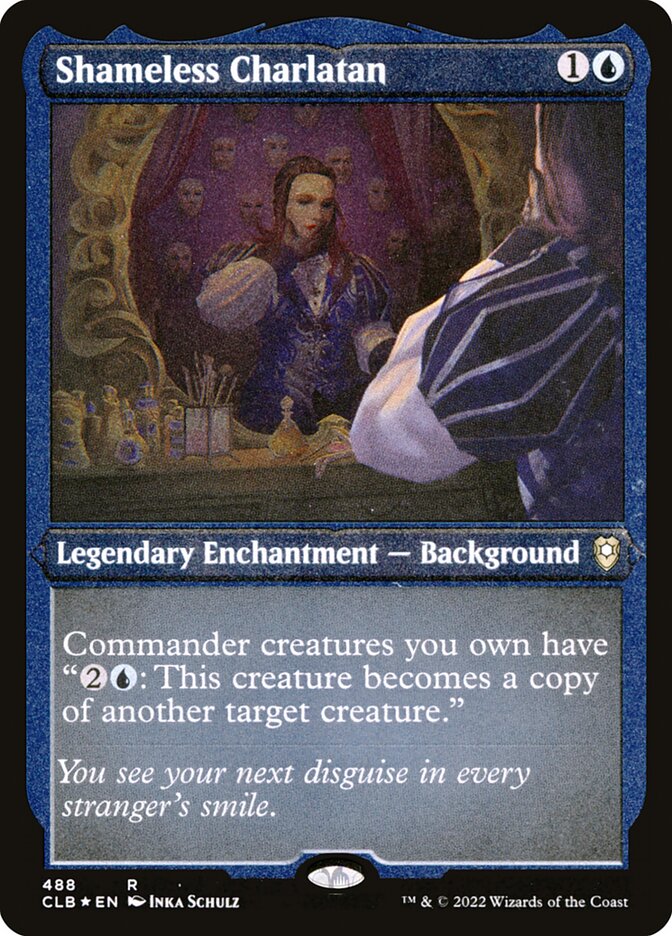 Shameless Charlatan 1
Legendary Enchantment — Background
Commander creatures you own have
“2: This creature becomes a copy
of another target creature.”
You see your next disguise in every
stranger’s smile.
488 R
CLB★EN Inka Schulz
™ & © 2022 Wizards of the Coast